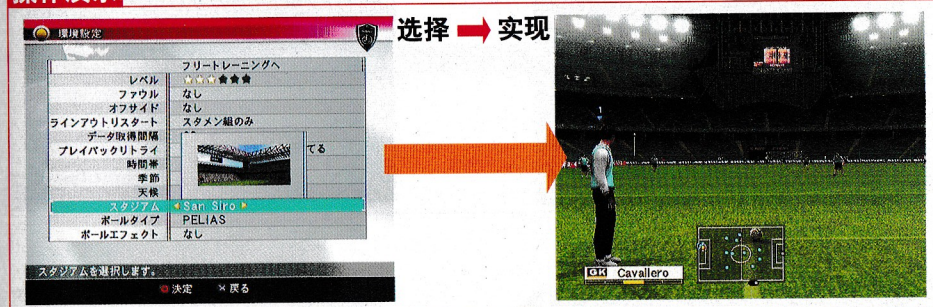 選択 ➡ 实现
環境設定
フリートレーニングへ
レベル ☆☆☆★★★
ファウル なし
オフサイド なし
ラインアウトリスタート スタメン組のみ
データ取得間隔
プレイバックリトライ てる
時間帯
季節
天候
スタジアム San Siro
ボールタイプ PELIAS
ボールエフェクト なし
スタジアムを選択します。
決定 × 戻る
1
GK Cavallero